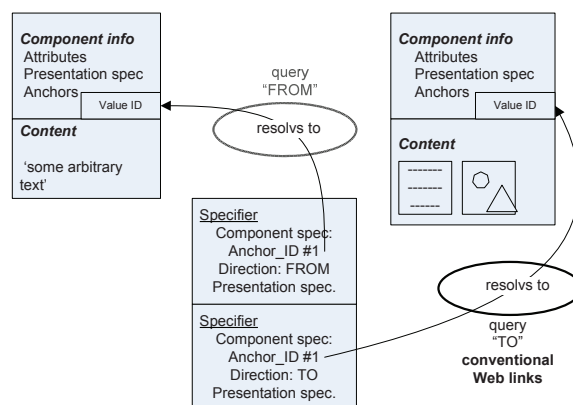 Component info
Attributes
Presentation spec
Anchors
Value ID
Content
‘some arbitrary
text’
query
“FROM”
resolvs to
Component info
Attributes
Presentation spec
Anchors
Value ID
Content
Specifier
Component spec:
Anchor_ID #1
Direction: FROM
Presentation spec.
Specifier
Component spec:
Anchor_ID #1
Direction: TO
Presentation spec.
resolvs to
query
“TO”
conventional
Web links